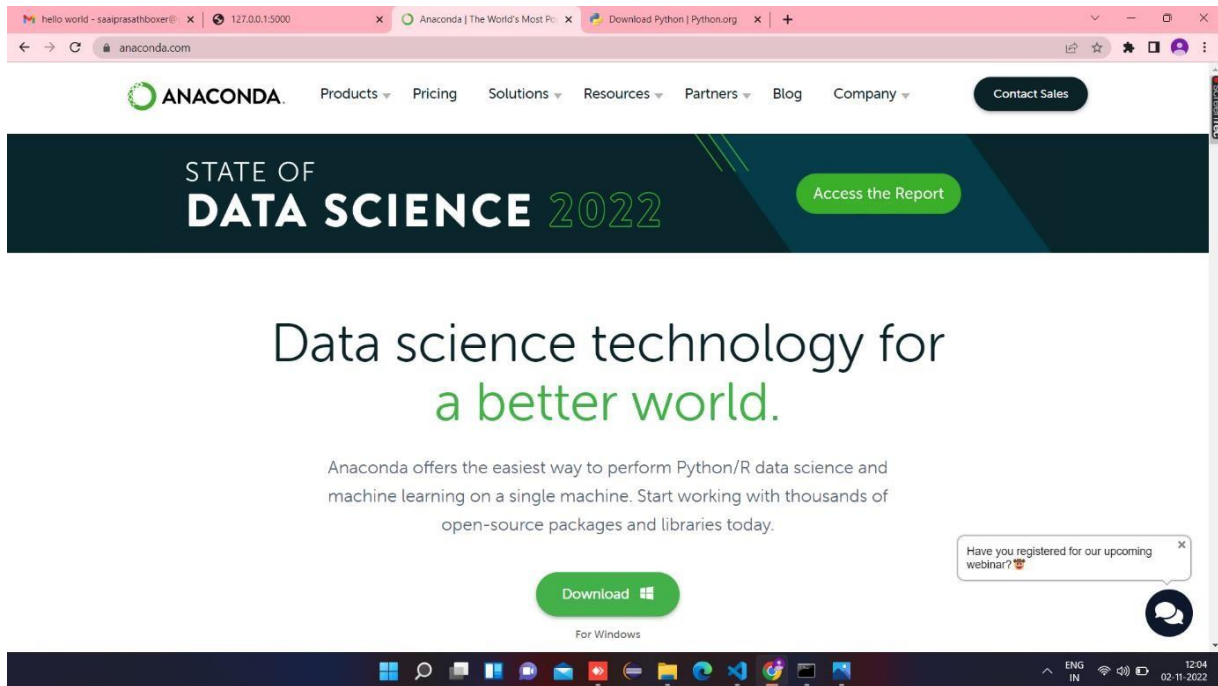 hello world - saaiprasathboxer@
127.0.0.1:5000
Anaconda | The World's Most Po
Download Python | Python.org
anaconda.com
ANACONDA.
Products
Pricing
Solutions
Resources
Partners
Blog
Company
Contact Sales
STATE OF
DATA SCIENCE 2022
Access the Report
Data science technology for
a better world.
Anaconda offers the easiest way to perform Python/R data science and
machine learning on a single machine. Start working with thousands of
open-source packages and libraries today.
Have you registered for our upcoming
webinar?
Download
For Windows
ENG
IN
12:04
02-11-2022